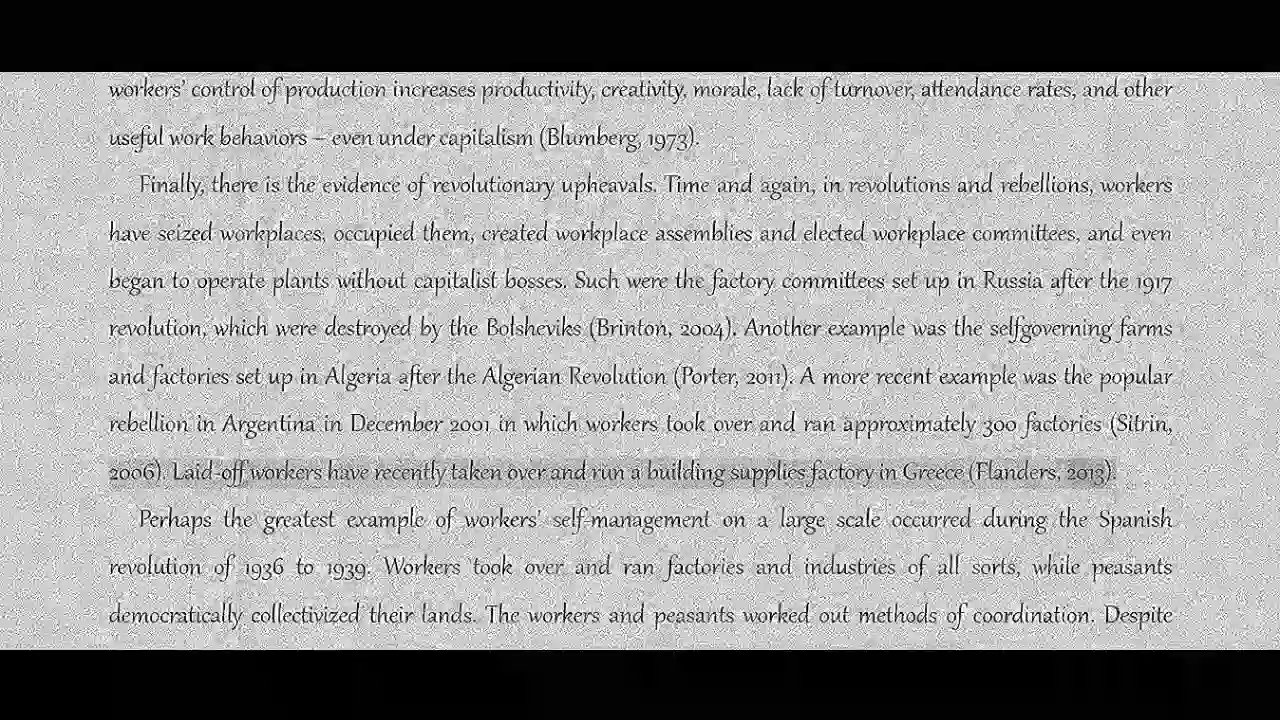 workers' control of production increases productivity, creativity, morale, lack of turnover, attendance rates, and other
useful work behaviors – even under capitalism (Blumberg, 1973).
Finally, there is the evidence of revolutionary upheavals. Time and again, in revolutions and rebellions, workers
have seized workplaces, occupied them, created workplace assemblies and elected workplace committees, and even
began to operate plants without capitalist bosses. Such were the factory committees set up in Russia after the 1917
revolution, which were destroyed by the Bolsheviks (Brinton, 2004). Another example was the selfgoverning farms
and factories set up in Algeria after the Algerian Revolution (Porter, 2011). A more recent example was the popular
rebellion in Argentina in December 2001 in which workers took over and ran approximately 300 factories (Sitrin,
2006). Laid-off workers have recently taken over and run a building supplies factory in Greece (Flanders, 2013).
Perhaps the greatest example of workers' self-management on a large scale occurred during the Spanish
revolution of 1936 to 1939. Workers took over and ran factories and industries of all sorts, while peasants
democratically collectivized their lands. The workers and peasants worked out methods of coordination. Despite